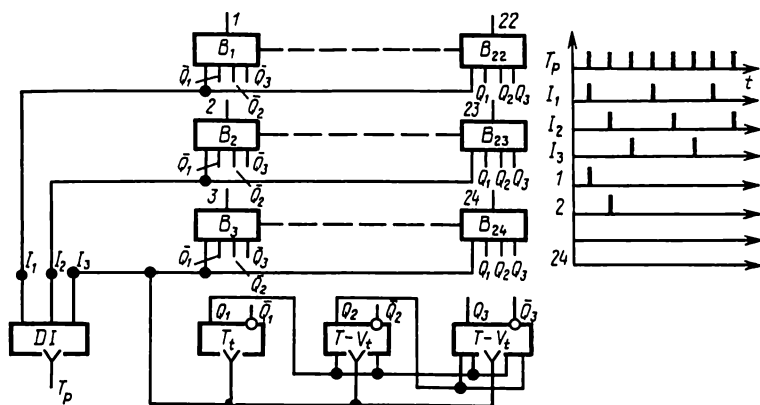 1 22
B₁ B₂₂
Q̄₁ Q̄₂ Q̄₃ Q₁ Q₂ Q₃
2 23
B₂ B₂₃
Q̄₁ Q̄₂ Q̄₃ Q₁ Q₂ Q₃
3 24
B₃ B₂₄
Q̄₁ Q̄₂ Q̄₃ Q₁ Q₂ Q₃
I₁ I₂ I₃
Q₁ Q̄₁ Q₂ Q̄₂ Q₃ Q̄₃
DI Tₜ T-Vₜ T-Vₜ
Tₚ
Tₚ
t
I₁
I₂
I₃
1
2
24